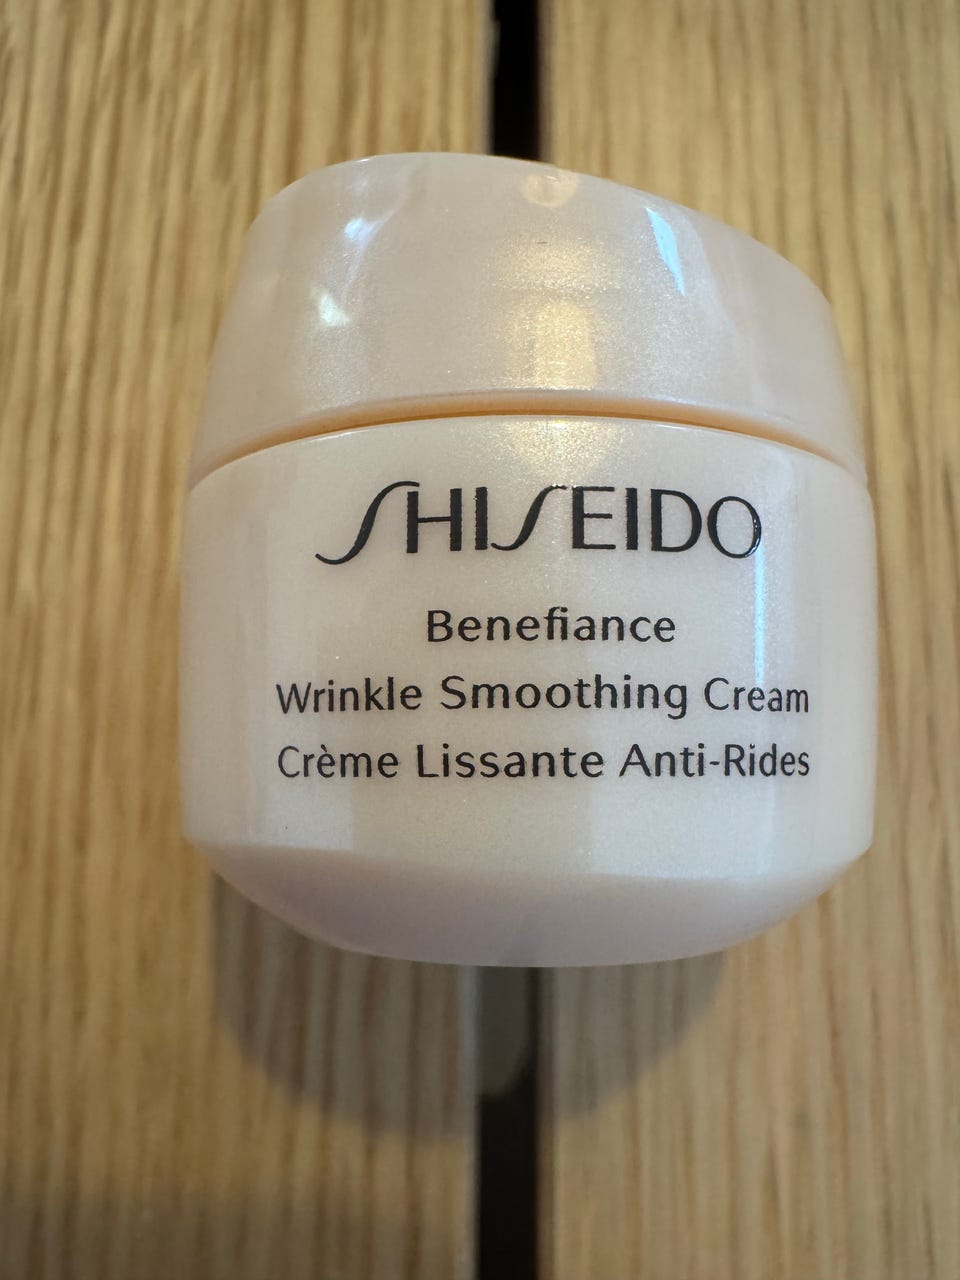 SHISEIDO
Benefiance
Wrinkle Smoothing Cream
Crème Lissante Anti-Rides